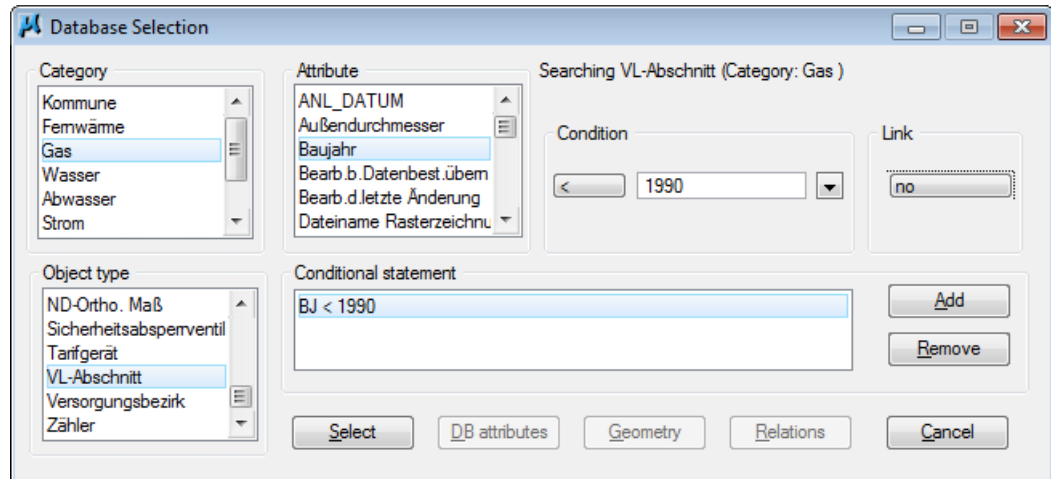 Database Selection
Category
Kommune
Fernwärme
Gas
Wasser
Abwasser
Strom
Attribute
ANL_DATUM
Außendurchmesser
Baujahr
Bearb.b.Datenbest.übern
Bearb.d.letzte Änderung
Dateiname Rasterzeichnu
Searching VL-Abschnitt (Category: Gas )
Condition
< 1990
Link
no
Object type
ND-Ortho. Maß
Sicherheitsabsperrventil
Tarifgerät
VL-Abschnitt
Versorgungsbezirk
Zähler
Conditional statement
BJ < 1990
Add
Remove
Select DB attributes Geometry Relations Cancel